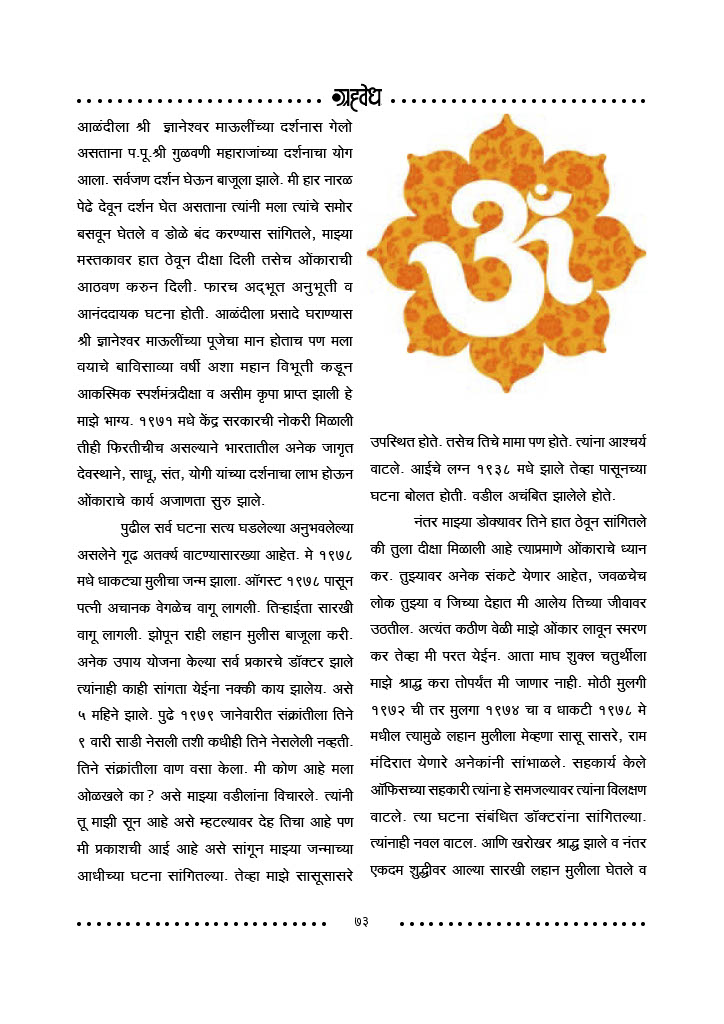 ग्रहवेध
आळंदीला श्री ज्ञानेश्वर माऊलींच्या दर्शनास गेलो
असताना प.पू.श्री गुळवणी महाराजांच्या दर्शनाचा योग
आला. सर्वजण दर्शन घेऊन बाजूला झाले. मी हार नारळ
पेढे देवून दर्शन घेत असताना त्यांनी मला त्यांचे समोर
बसवून घेतले व डोळे बंद करण्यास सांगितले, माझ्या
मस्तकावर हात ठेवून दीक्षा दिली तसेच ओंकाराची
आठवण करुन दिली. फारच अद्‌भूत अनुभूती व
आनंददायक घटना होती. आळंदीला प्रसादे घराण्यास
श्री ज्ञानेश्वर माऊलींच्या पूजेचा मान होताच पण मला
वयाचे बाविसाव्या वर्षी अशा महान विभूती कडून
आकस्मिक स्पर्शमंत्रदीक्षा व असीम कृपा प्राप्त झाली हे
माझे भाग्य. १९७१ मधे केंद्र सरकारची नोकरी मिळाली
तीही फिरतीचीच असल्याने भारतातील अनेक जागृत
देवस्थाने, साधू, संत, योगी यांच्या दर्शनाचा लाभ होऊन
ओंकाराचे कार्य अजाणता सुरु झाले.
पुढील सर्व घटना सत्य घडलेल्या अनुभवलेल्या
असलेने गूढ अतर्क्य वाटण्यासारख्या आहेत. मे १९७८
मधे धाकट्या मुलीचा जन्म झाला. ऑगस्ट १९७८ पासून
पत्नी अचानक वेगळेच वागू लागली. तिऱ्हाईता सारखी
वागू लागली. झोपून राही लहान मुलीस बाजूला करी.
अनेक उपाय योजना केल्या सर्व प्रकारचे डॉक्टर झाले
त्यांनाही काही सांगता येईना नक्की काय झालेय. असे
५ महिने झाले. पुढे १९७९ जानेवारीत संक्रांतीला तिने
९ वारी साडी नेसली तशी कधीही तिने नेसलेली नव्हती.
तिने संक्रांतीला वाण वसा केला. मी कोण आहे मला
ओळखले का? असे माझ्या वडीलांना विचारले. त्यांनी
तू माझी सून आहे असे म्हटल्यावर देह तिचा आहे पण
मी प्रकाशची आई आहे असे सांगून माझ्या जन्माच्या
आधीच्या घटना सांगितल्या. तेव्हा माझे सासूसासरे
ॐ
उपस्थित होते. तसेच तिचे मामा पण होते. त्यांना आश्चर्य
वाटले. आईचे लग्न १९३८ मधे झाले तेव्हा पासूनच्या
घटना बोलत होती. वडील अचंबित झालेले होते.
नंतर माझ्या डोक्यावर तिने हात ठेवून सांगितले
की तुला दीक्षा मिळाली आहे त्याप्रमाणे ओंकाराचे ध्यान
कर. तुझ्यावर अनेक संकटे येणार आहेत, जवळचेच
लोक तुझ्या व जिच्या देहात मी आलेय तिच्या जीवावर
उठतील. अत्यंत कठीण वेळी माझे ओंकार लावून स्मरण
कर तेव्हा मी परत येईन. आता माघ शुक्ल चतुर्थीला
माझे श्राद्ध करा तोपर्यंत मी जाणार नाही. मोठी मुलगी
१९७२ ची तर मुलगा १९७४ चा व धाकटी १९७८ मे
मधील त्यामुळे लहान मुलीला मेव्हणा सासू सासरे, राम
मंदिरात येणारे अनेकांनी सांभाळले. सहकार्य केले
ऑफिसच्या सहकारी त्यांना हे समजल्यावर त्यांना विलक्षण
वाटले. त्या घटना संबंधित डॉक्टरांना सांगितल्या.
त्यांनाही नवल वाटल. आणि खरोखर श्राद्ध झाले व नंतर
एकदम शुद्धीवर आल्या सारखी लहान मुलीला घेतले व
७३